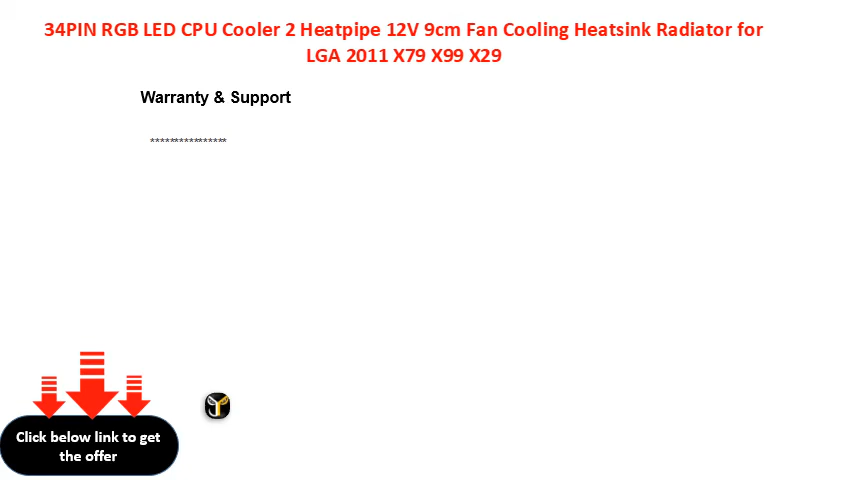 34PIN RGB LED CPU Cooler 2 Heatpipe 12V 9cm Fan Cooling Heatsink Radiator for
LGA 2011 X79 X99 X29
Warranty & Support
****************
Click below link to get
the offer